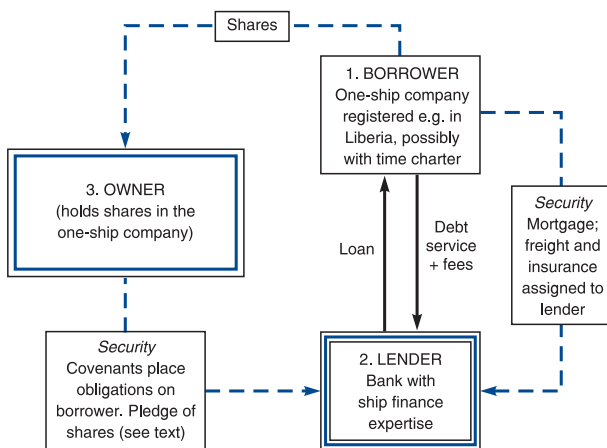 Shares
1. BORROWER
One-ship company
registered e.g. in
Liberia, possibly
with time charter
3. OWNER
(holds shares in the
one-ship company)
Loan
Debt
service
+ fees
Security
Mortgage;
freight and
insurance
assigned to
lender
Security
Covenants place
obligations on
borrower. Pledge of
shares (see text)
2. LENDER
Bank with
ship finance
expertise